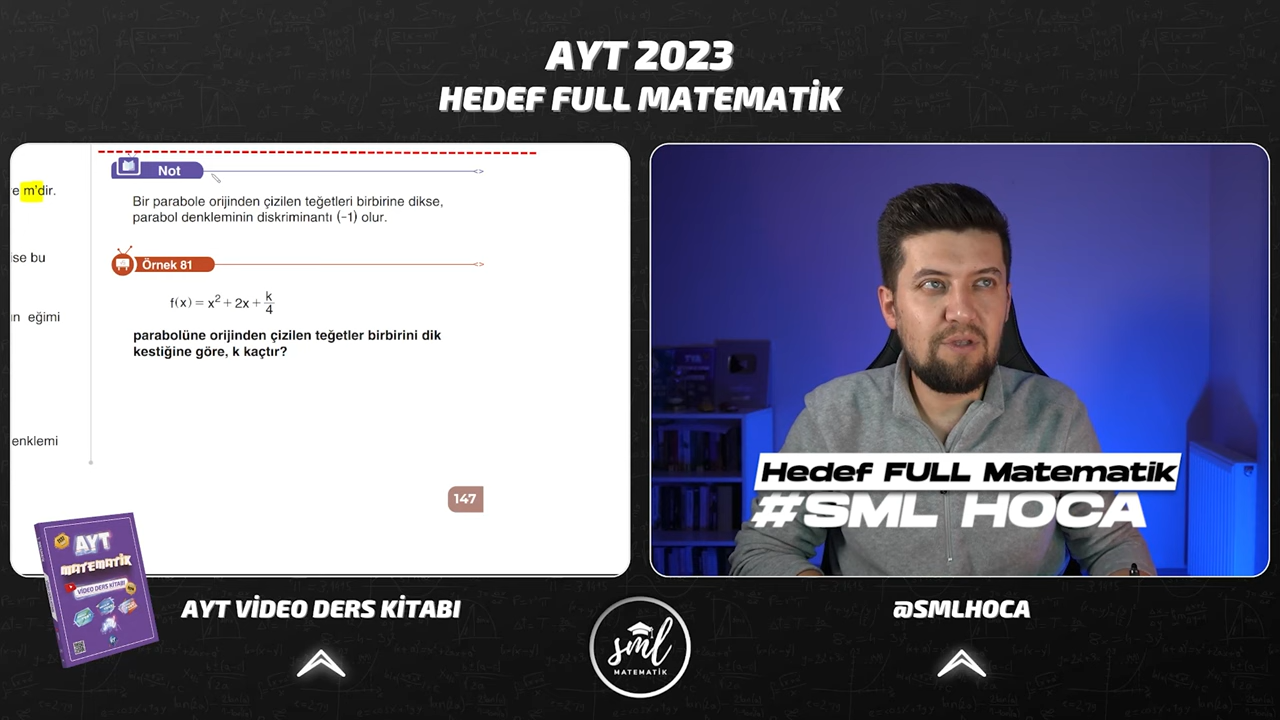 AYT 2023
HEDEF FULL MATEMATİK
e m'dir.
se bu
n eğimi
enklemi
Not
Bir parabole orijinden çizilen teğetleri birbirine dikse,
parabol denkleminin diskriminantı (−1) olur.
Örnek 81
f(x) = x² + 2x + k/4
parabolüne orijinden çizilen teğetler birbirini dik
kestiğine göre, k kaçtır?
147
Hedef FULL Matematik
#SML HOCA
AYT
MATEMATİK
VİDEO DERS KİTABI
AYT VİDEO DERS KİTABI
sml
MATEMATİK
@SMLHOCA